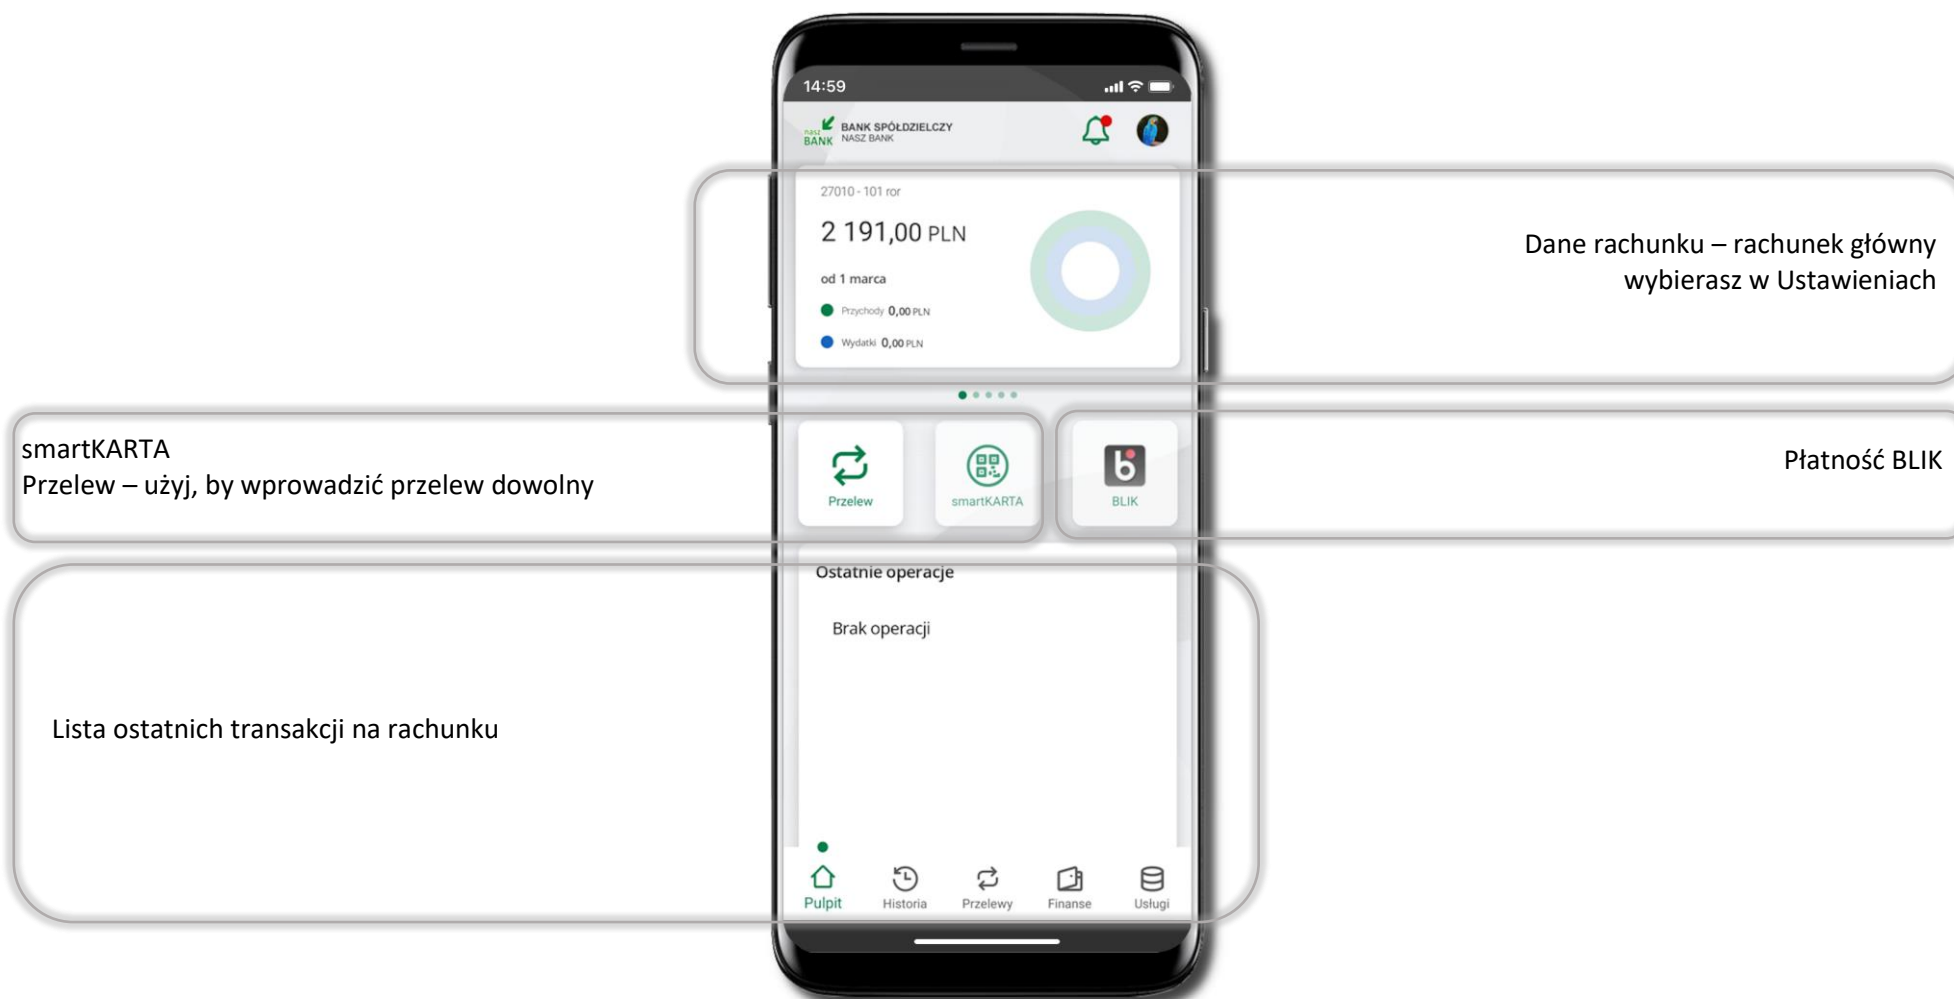 14:59
nasz
BANK
BANK SPÓŁDZIELCZY
NASZ BANK
27010 - 101 ror
2 191,00 PLN
od 1 marca
Przychody 0,00 PLN
Wydatki 0,00 PLN
Dane rachunku – rachunek główny
wybierasz w Ustawieniach
smartKARTA
Przelew – użyj, by wprowadzić przelew dowolny
Przelew
smartKARTA
BLIK
Płatność BLIK
Ostatnie operacje
Brak operacji
Lista ostatnich transakcji na rachunku
Pulpit
Historia
Przelewy
Finanse
Usługi